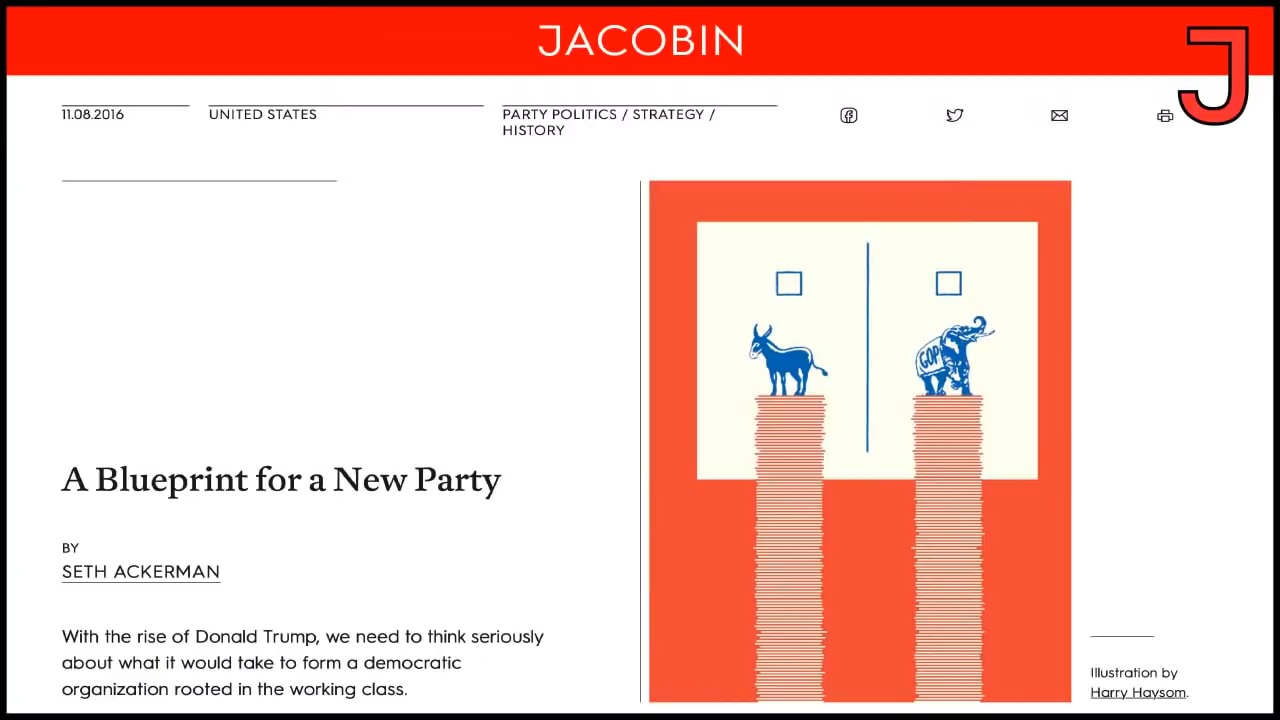 JACOBIN
J
11.08.2016
UNITED STATES
PARTY POLITICS / STRATEGY /
HISTORY
GOP
A Blueprint for a New Party
BY
SETH ACKERMAN
With the rise of Donald Trump, we need to think seriously
about what it would take to form a democratic
organization rooted in the working class.
Illustration by
Harry Haysom.